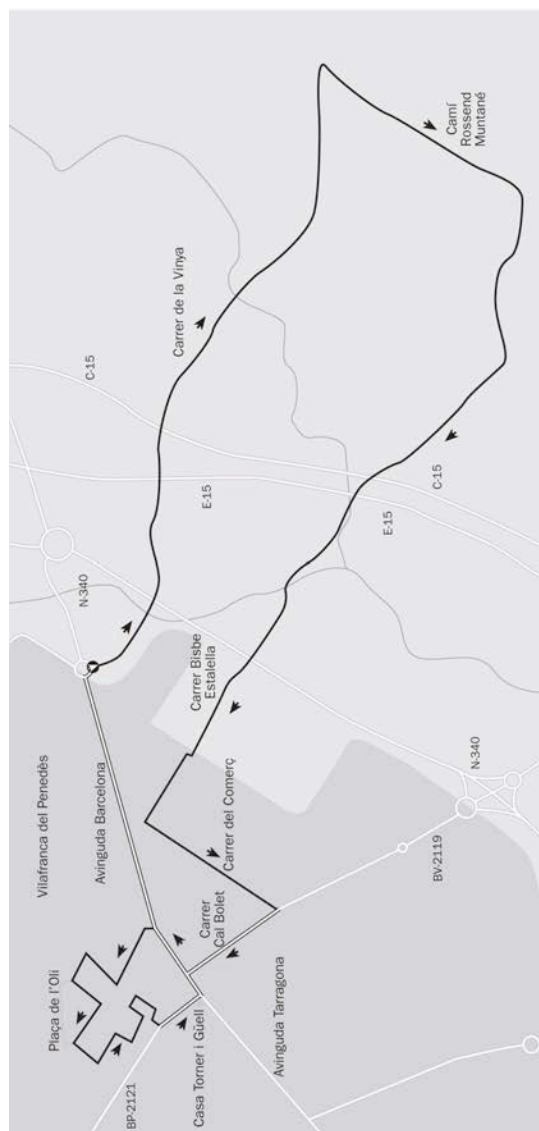 Camí
Rossend
Muntané
Carrer de la Vinya
C-15
E-15
C-15
E-15
N-340
Carrer Bisbe
Estalella
N-340
Vilafranca del Penedès
Avinguda Barcelona
Carrer del Comerç
BV-2119
Carrer
Cal Bolet
Plaça de l'Oli
Avinguda Tarragona
Casa Torner i Güell
BP-2121